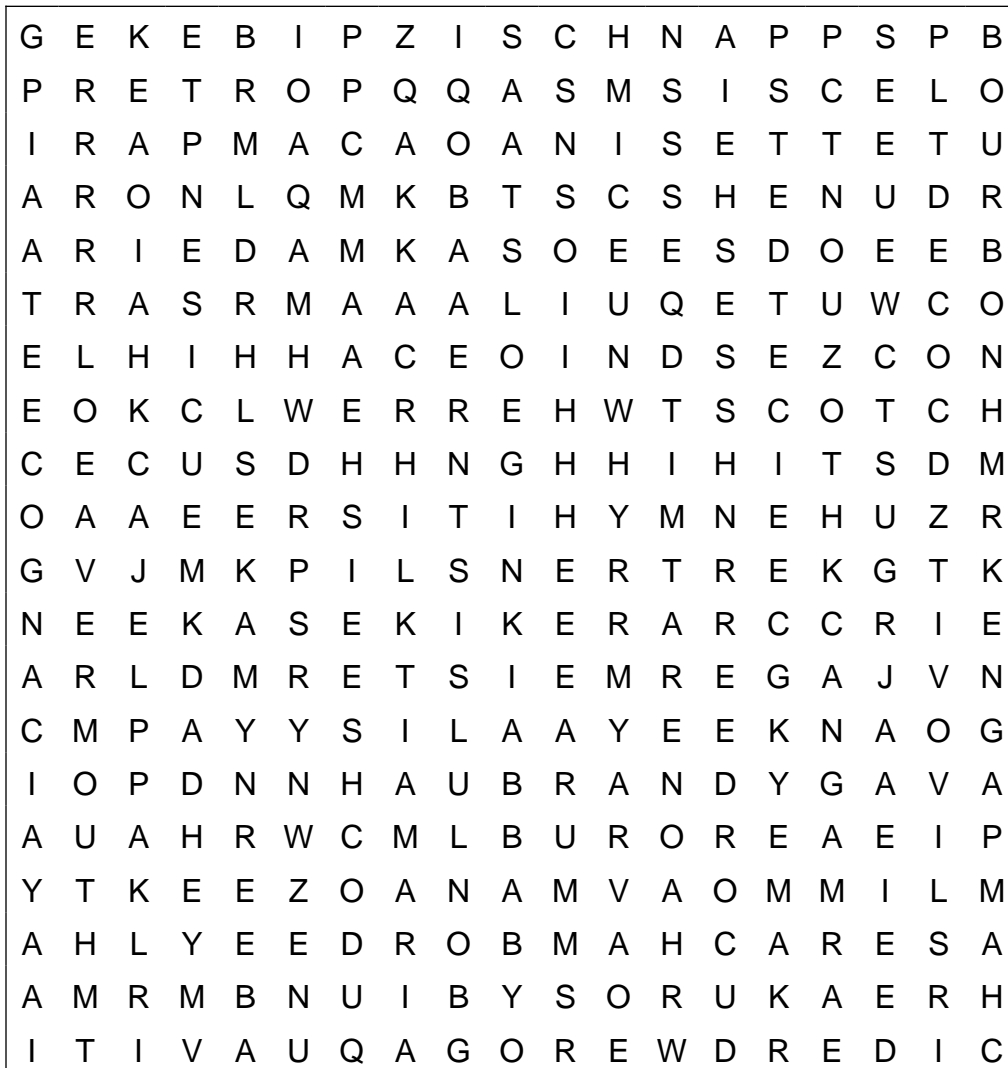 G E K E B I P Z I S C H N A P P S P B
P R E T R O P Q Q A S M S I S C E L O
I R A P M A C A O A N I S E T T E T U
A R O N L Q M K B T S C S H E N U D R
A R I E D A M K A S O E E S D O E E B
T R A S R M A A A L I U Q E T U W C O
E L H I H H A C E O I N D S E Z C O N
E O K C L W E R R E H W T S C O T C H
C E C U S D H H N G H H I H I T S D M
O A A E E R S I T I H Y M N E H U Z R
G V J M K P I L S N E R T R E K G T K
N E E K A S E K I K E R A R C C R I E
A R L D M R E T S I E M R E G A J V N
C M P A Y Y S I L A A Y E E K N A O G
I O P D N N H A U B R A N D Y G A V A
A U A H R W C M L B U R O R E A E I P
Y T K E E Z O A N A M V A O M M I L M
A H L Y E E D R O B M A H C A R E S A
A M R M B N U I B Y S O R U K A E R H
I T I V A U Q A G O R E W D R E D I C